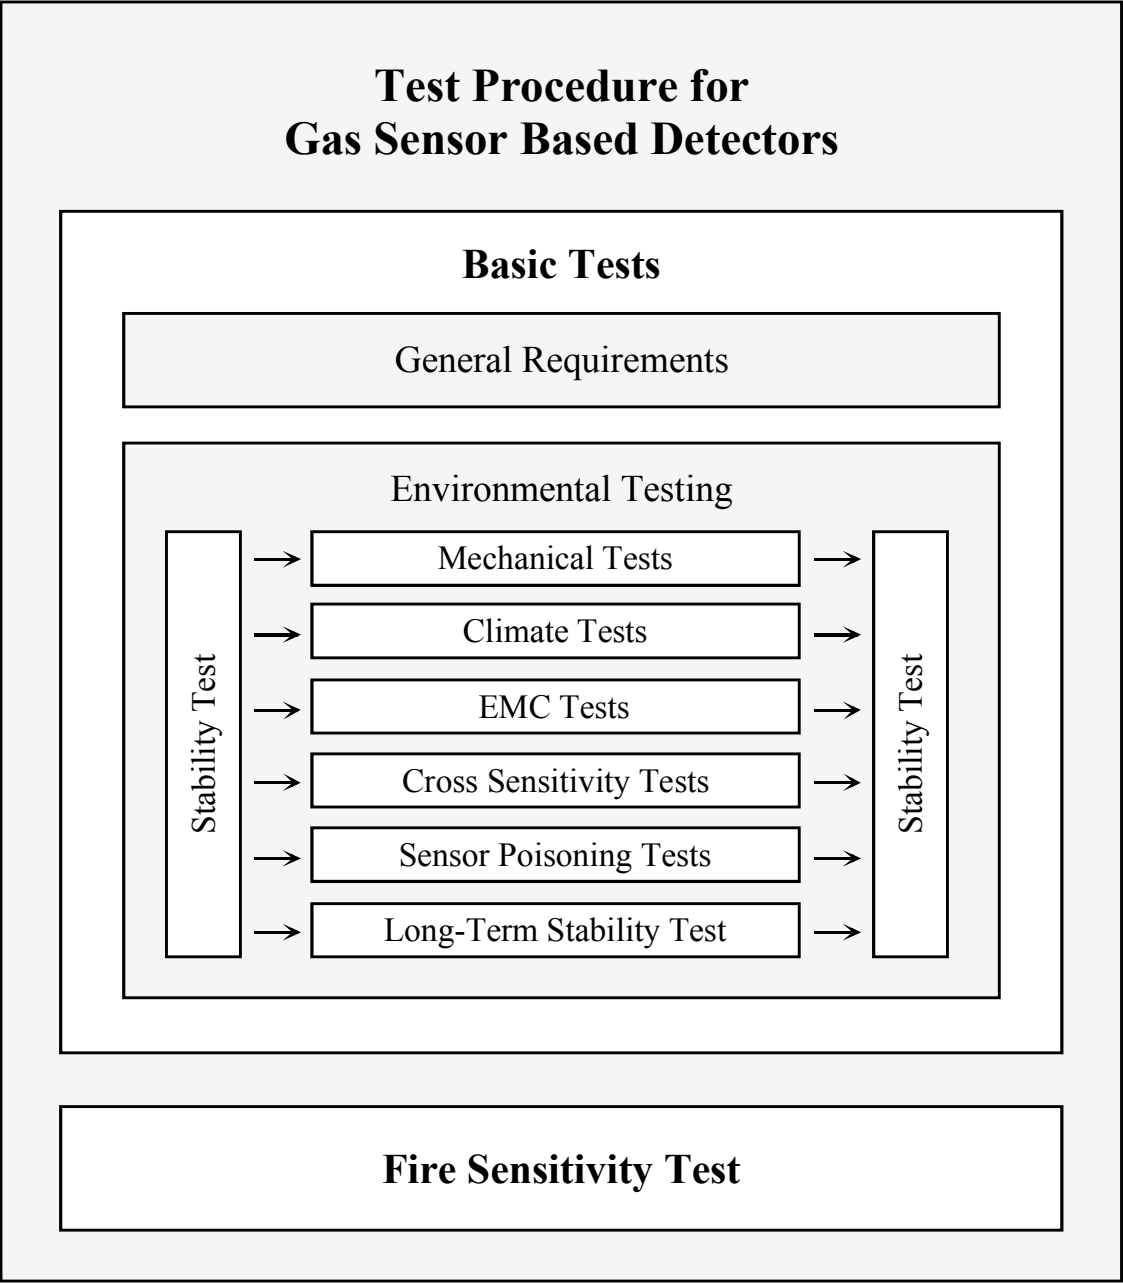 Test Procedure for
Gas Sensor Based Detectors
Basic Tests
General Requirements
Environmental Testing
Stability Test
Mechanical Tests
Climate Tests
EMC Tests
Cross Sensitivity Tests
Sensor Poisoning Tests
Long-Term Stability Test
Stability Test
Fire Sensitivity Test